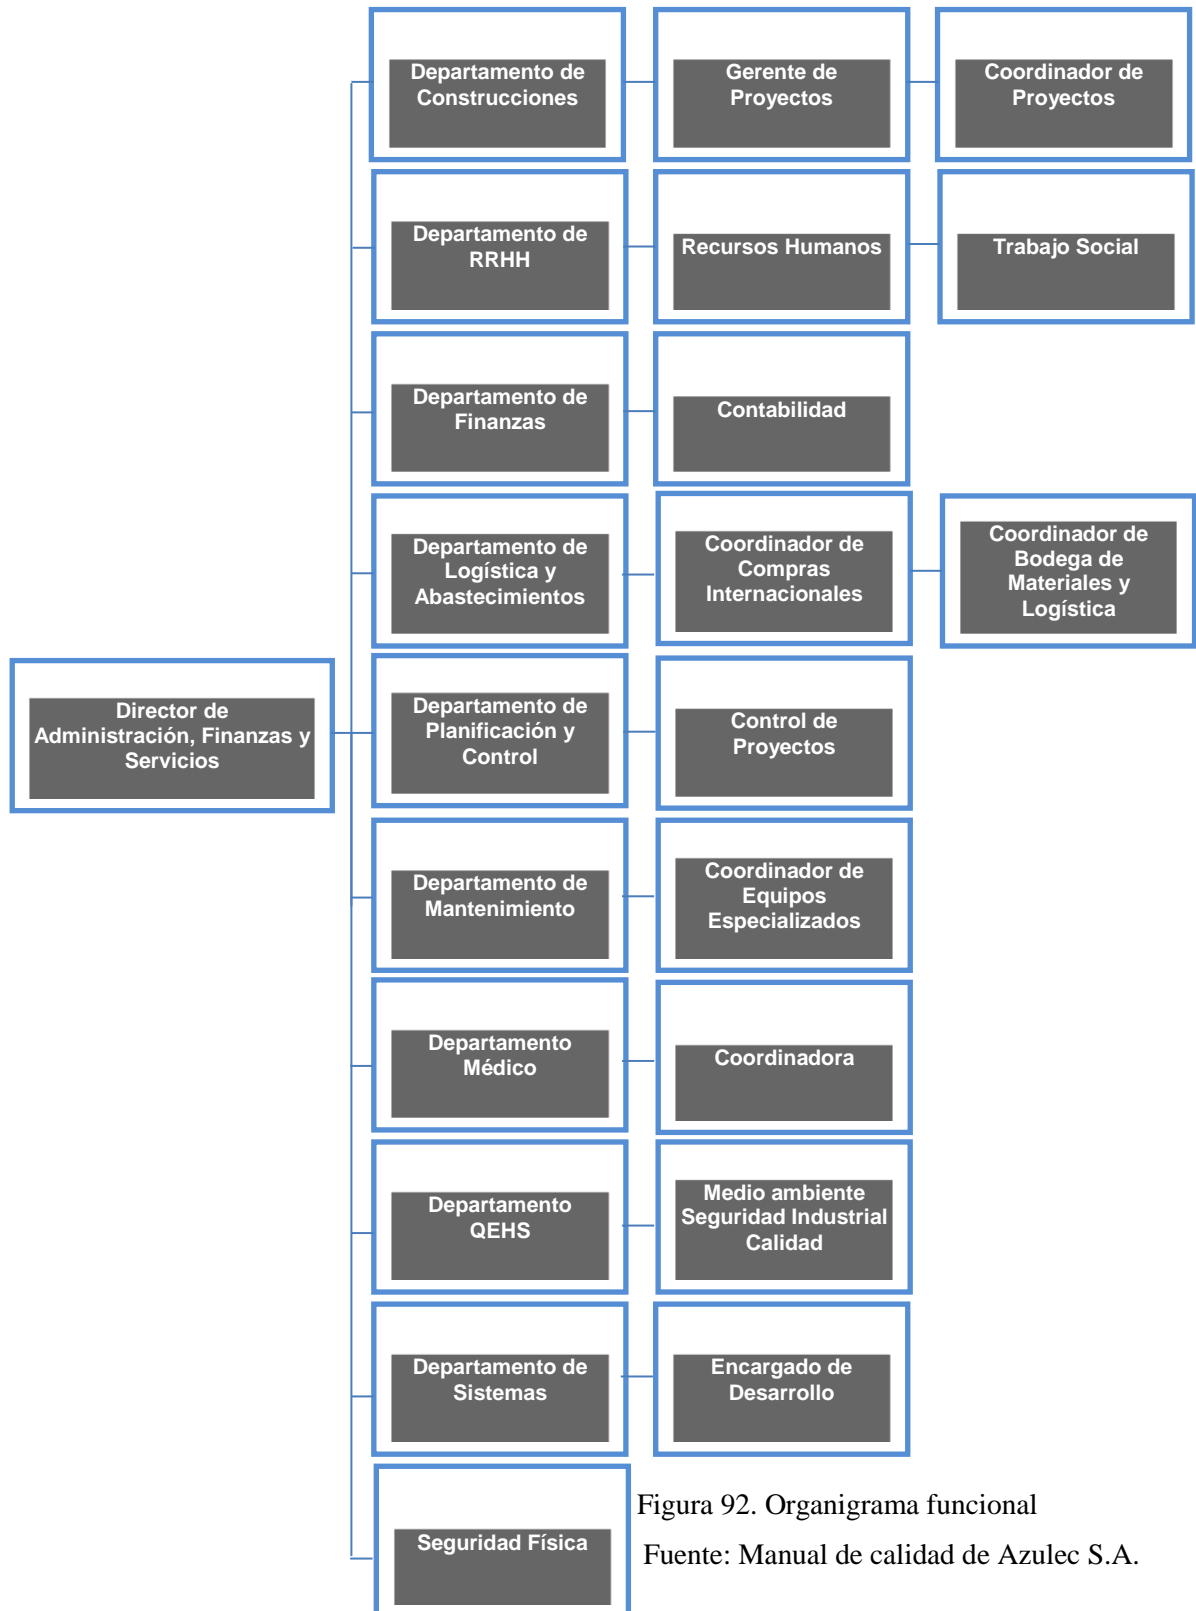 Departamento de
Construcciones
Gerente de
Proyectos
Coordinador de
Proyectos
Departamento de
RRHH
Recursos Humanos
Trabajo Social
Departamento de
Finanzas
Contabilidad
Departamento de
Logística y
Abastecimientos
Coordinador de
Compras
Internacionales
Coordinador de
Bodega de
Materiales y
Logística
Director de
Administración, Finanzas y
Servicios
Departamento de
Planificación y
Control
Control de
Proyectos
Departamento de
Mantenimiento
Coordinador de
Equipos
Especializados
Departamento
Médico
Coordinadora
Departamento
QEHS
Medio ambiente
Seguridad Industrial
Calidad
Departamento de
Sistemas
Encargado de
Desarrollo
Seguridad Física
Figura 92. Organigrama funcional
Fuente: Manual de calidad de Azulec S.A.